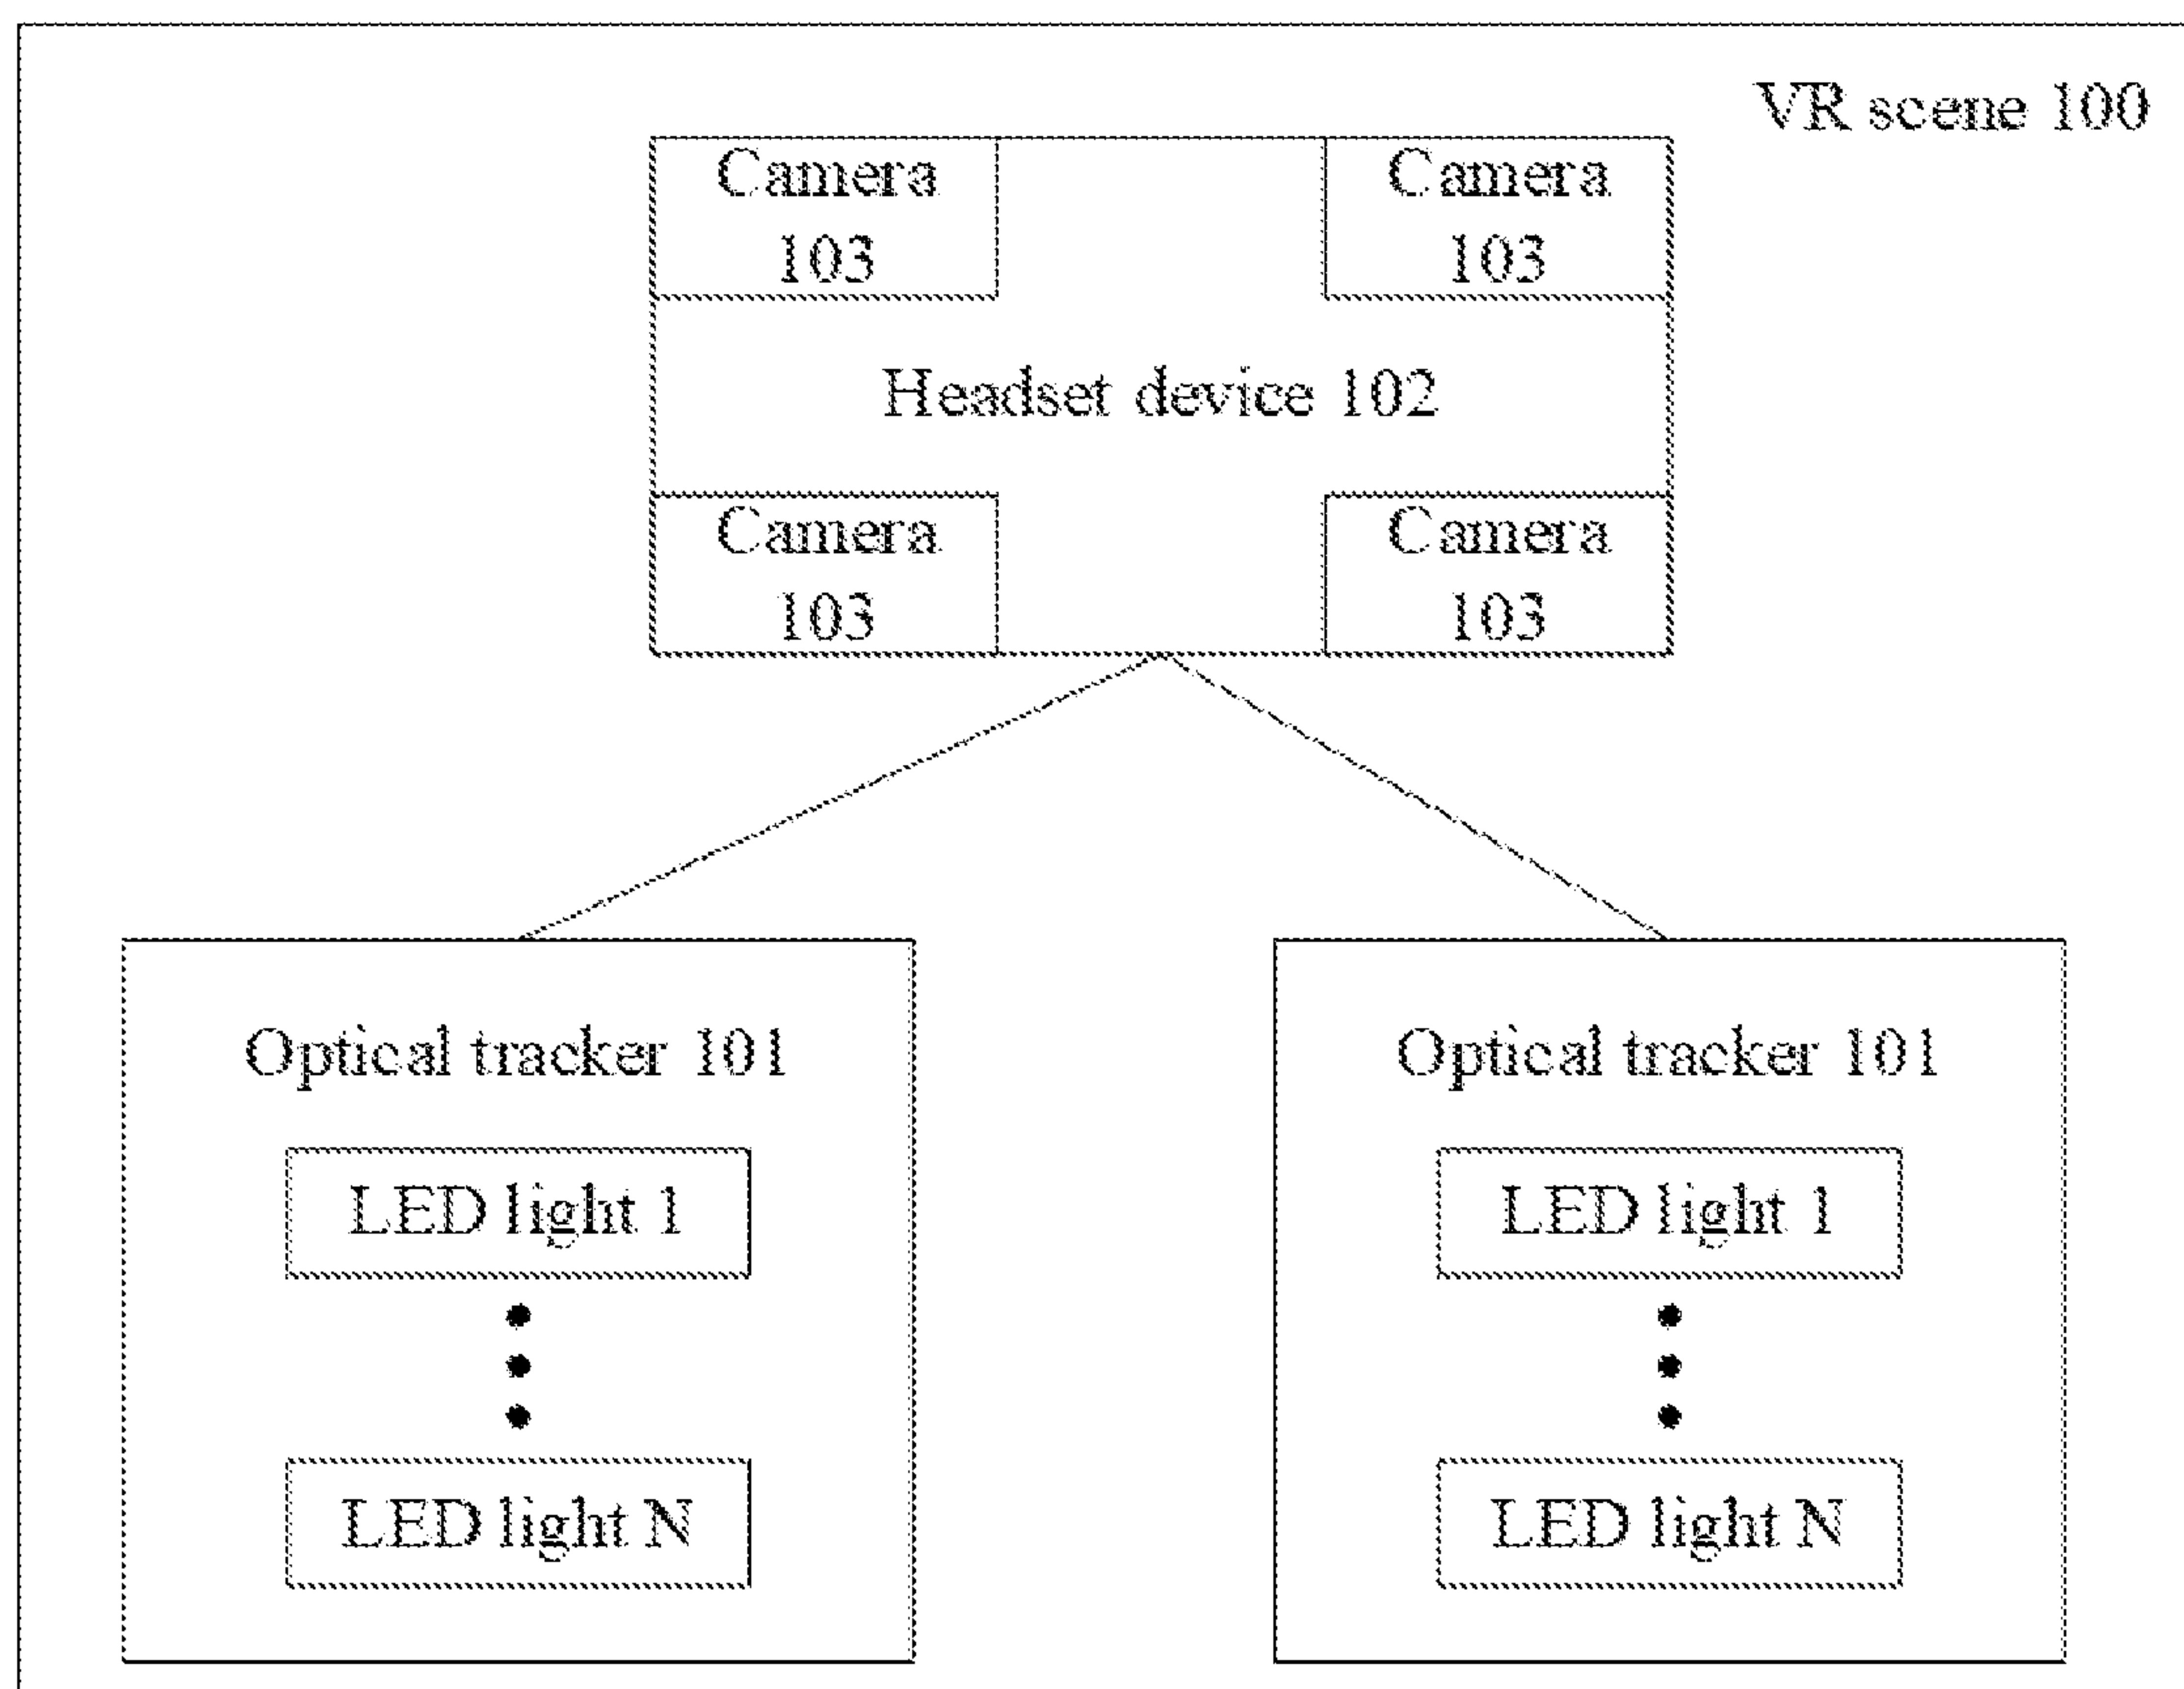 VR scene 100
Camera
103
Camera
103
Headset device 102
Camera
103
Camera
103
Optical tracker 101
LED light 1
LED light N
Optical tracker 101
LED light 1
LED light N